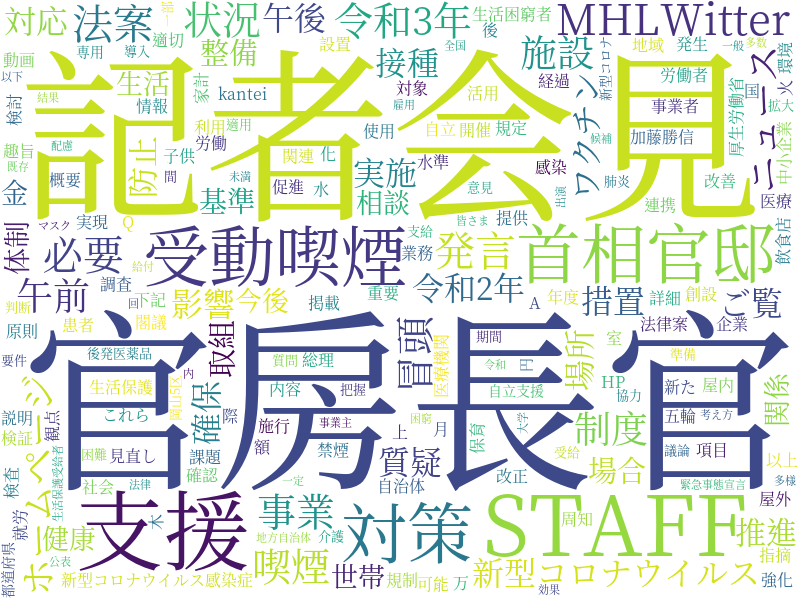 対応 法案 状況 午後 令和3年 生活困窮者 後 MHLWitter
動画 専用 導入 適切 整備 接種 施設 設置 地域 発生 全国 一般 多数
以下 生活 家計 kantei 対象 経過 活用 新型コロナ 労働者 国 拡大 火 環境
記者会見
検討 結果 情報 利用 適用 使用 自立 開催 規定 ワクチン 事業者 厚生労働省 ニュース
配慮 労働 関連 化 雇用 候補 加藤勝信 中小企業
趣旨 既存 防止 子供 実施 水準 感染 肺炎 改善
金 概要 間 未満 促進 水 基準 相談 意見 出演 連携 医療
体制 マスク 実現 Q 皆さま 提供 飲食店
必要 受動喫煙 支給 業務 発言 首相官邸
給付 午前 調査 影響 今後 掲載 重要 令和2年 A 年度 措置 詳細 創設 ご覧
判断 下記 回 患者 閣議 取組 冒頭 期間 場所 室 法律案 企業
原則 後発医薬品 質問 総理 医療機関 令和 円 準備
官房長官
要件 ホームページ 生活保護 内 確保 内容 把握 自立支援 HP 新た 屋内 関係
説明 これら 際 施行 事業主 困窮 大学 協力 五輪 考え方
検証 観点 困難 見直し 課題 額 禁煙 質疑 上 月 保育 受給 制度 議論 項目
検査 生活保護受給者 社会 法律 確認 一定 自治体 改正 場合 緊急事態宣言 以上 多様
就労 支援 木 事業 対策 STAFF 周知 屋外
都道府県 健康 地方自治体 介護 推進 指摘
公表 新型コロナウイルス感染症 喫煙 世帯 規制 可能 万 新型コロナウイルス 効果 強化